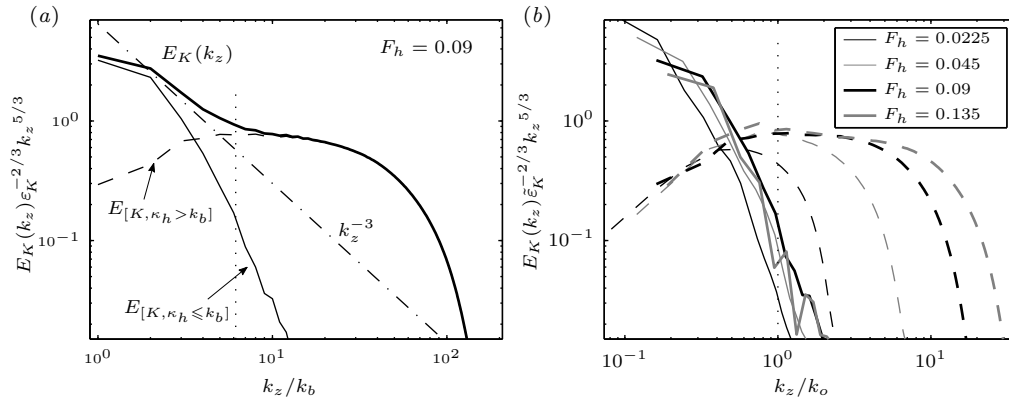 (a)
E_K(k_z)
F_h = 0.09
E_{[K,κ_h>k_b]}
E_{[K,κ_h⩽k_b]}
k_z^{-3}
10^0
10^{-1}
10^0
10^1
10^2
k_z/k_b
E_K(k_z)ε̄_K^{-2/3}k_z^{5/3}
(b)
F_h = 0.0225
F_h = 0.045
F_h = 0.09
F_h = 0.135
10^0
10^{-1}
10^{-1}
10^0
10^1
k_z/k_o
E_K(k_z)ε̄_K^{-2/3}k_z^{5/3}